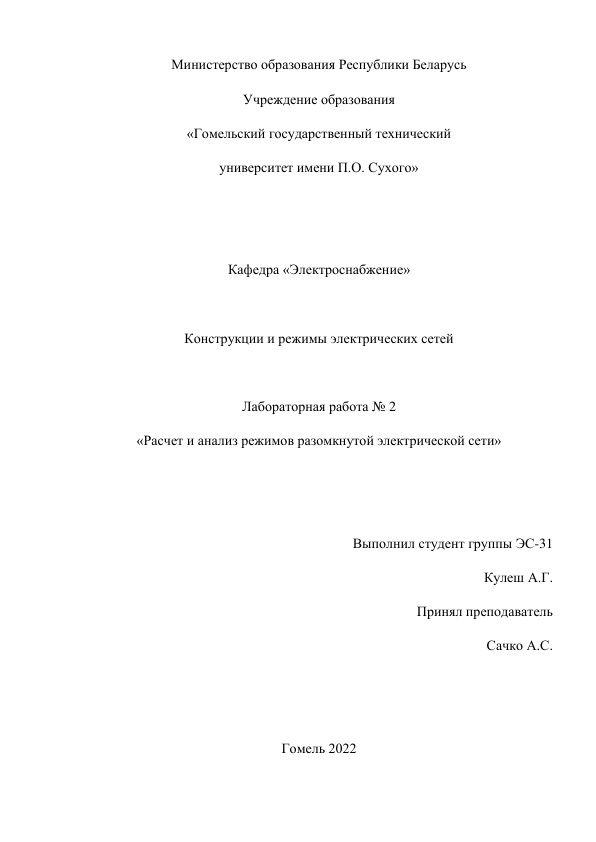 Министерство образования Республики Беларусь
Учреждение образования
«Гомельский государственный технический
университет имени П.О. Сухого»
Кафедра «Электроснабжение»
Конструкции и режимы электрических сетей
Лабораторная работа № 2
«Расчет и анализ режимов разомкнутой электрической сети»
Выполнил студент группы ЭС-31
Кулеш А.Г.
Принял преподаватель
Сачко А.С.
Гомель 2022